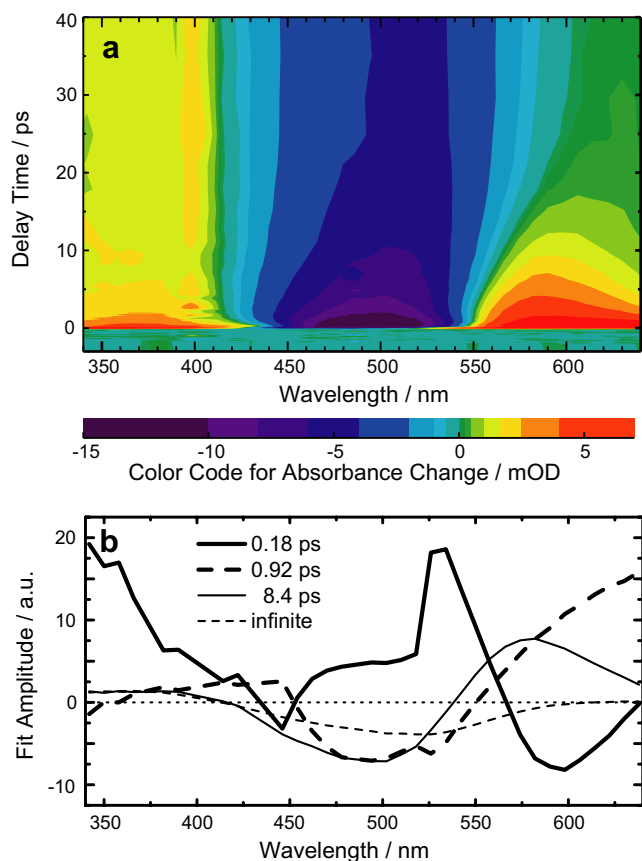 a
40
30
20
10
0
Delay Time / ps
350 400 450 500 550 600
Wavelength / nm
-15 -10 -5 0 5
Color Code for Absorbance Change / mOD
b
20
10
0
-10
Fit Amplitude / a.u.
0.18 ps
0.92 ps
8.4 ps
infinite
350 400 450 500 550 600
Wavelength / nm